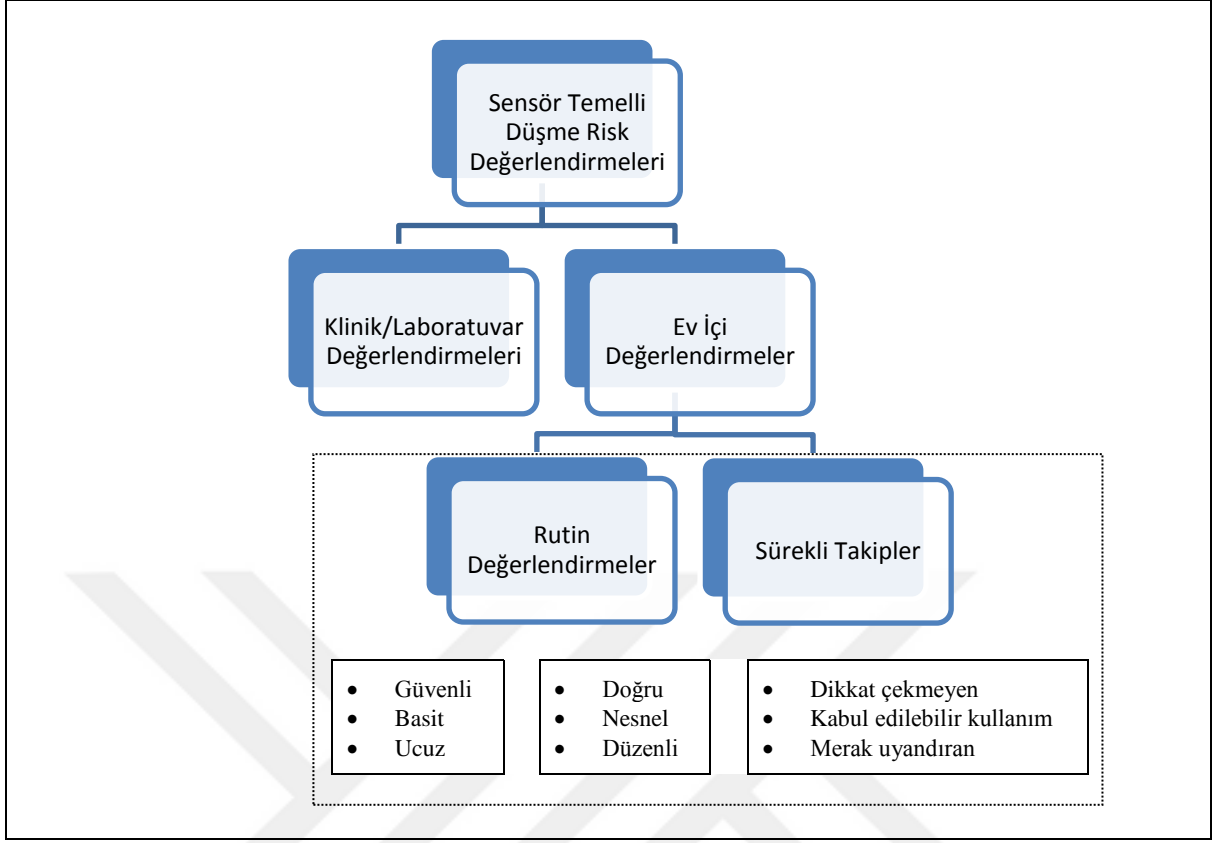 Sensör Temelli
Düşme Risk
Değerlendirmeleri
Klinik/Laboratuvar
Değerlendirmeleri
Ev İçi
Değerlendirmeler
Rutin
Değerlendirmeler
Sürekli Takipler
• Güvenli
• Basit
• Ucuz
• Doğru
• Nesnel
• Düzenli
• Dikkat çekmeyen
• Kabul edilebilir kullanım
• Merak uyandıran